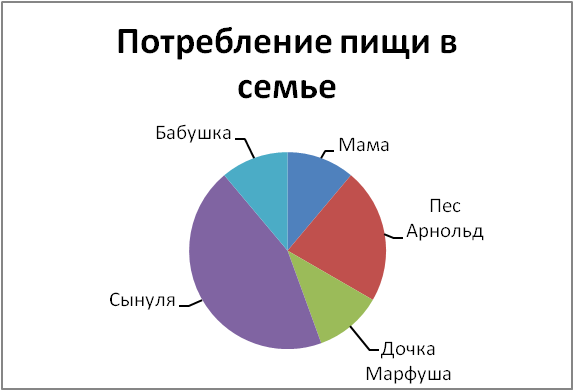 Потребление пищи в
семье
Бабушка
Мама
Пес
Арнольд
Сынуля
Дочка
Марфуша